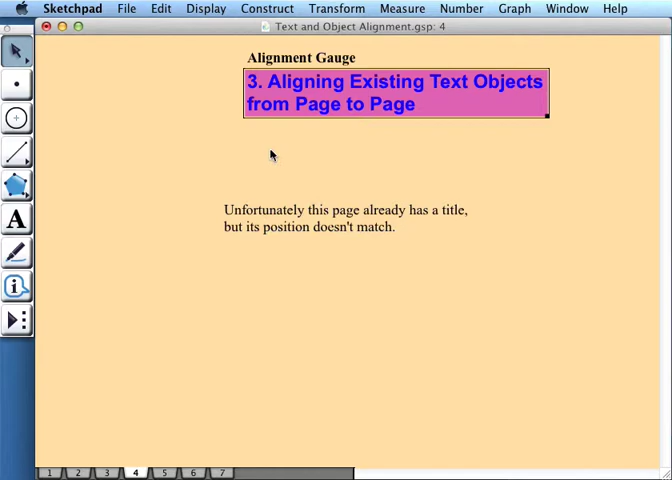 Sketchpad File Edit Display Construct Transform Measure Number Graph Window Help
Text and Object Alignment.gsp: 4
Alignment Gauge
3. Aligning Existing Text Objects
from Page to Page
Unfortunately this page already has a title,
but its position doesn't match.
A
1 2 3 4 5 6 7